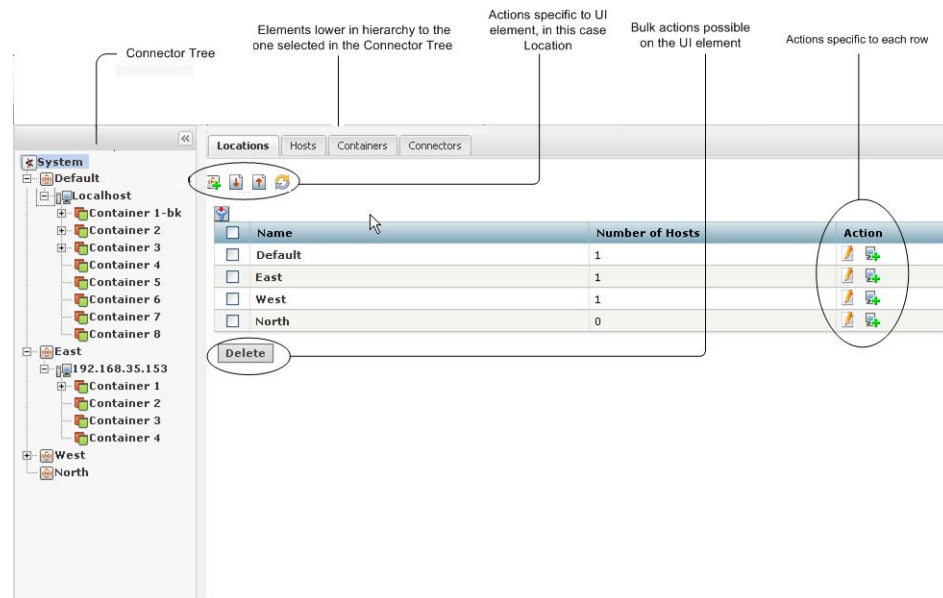 Connector Tree
Elements lower in hierarchy to the
one selected in the Connector Tree
Actions specific to UI
element, in this case
Location
Bulk actions possible
on the UI element
Actions specific to each row
System
Default
Localhost
Container 1-bk
Container 2
Container 3
Container 4
Container 5
Container 6
Container 7
Container 8
East
192.168.35.153
Container 1
Container 2
Container 3
Container 4
West
North
Locations Hosts Containers Connectors
Name Number of Hosts Action
Default 1
East 1
West 1
North 0
Delete